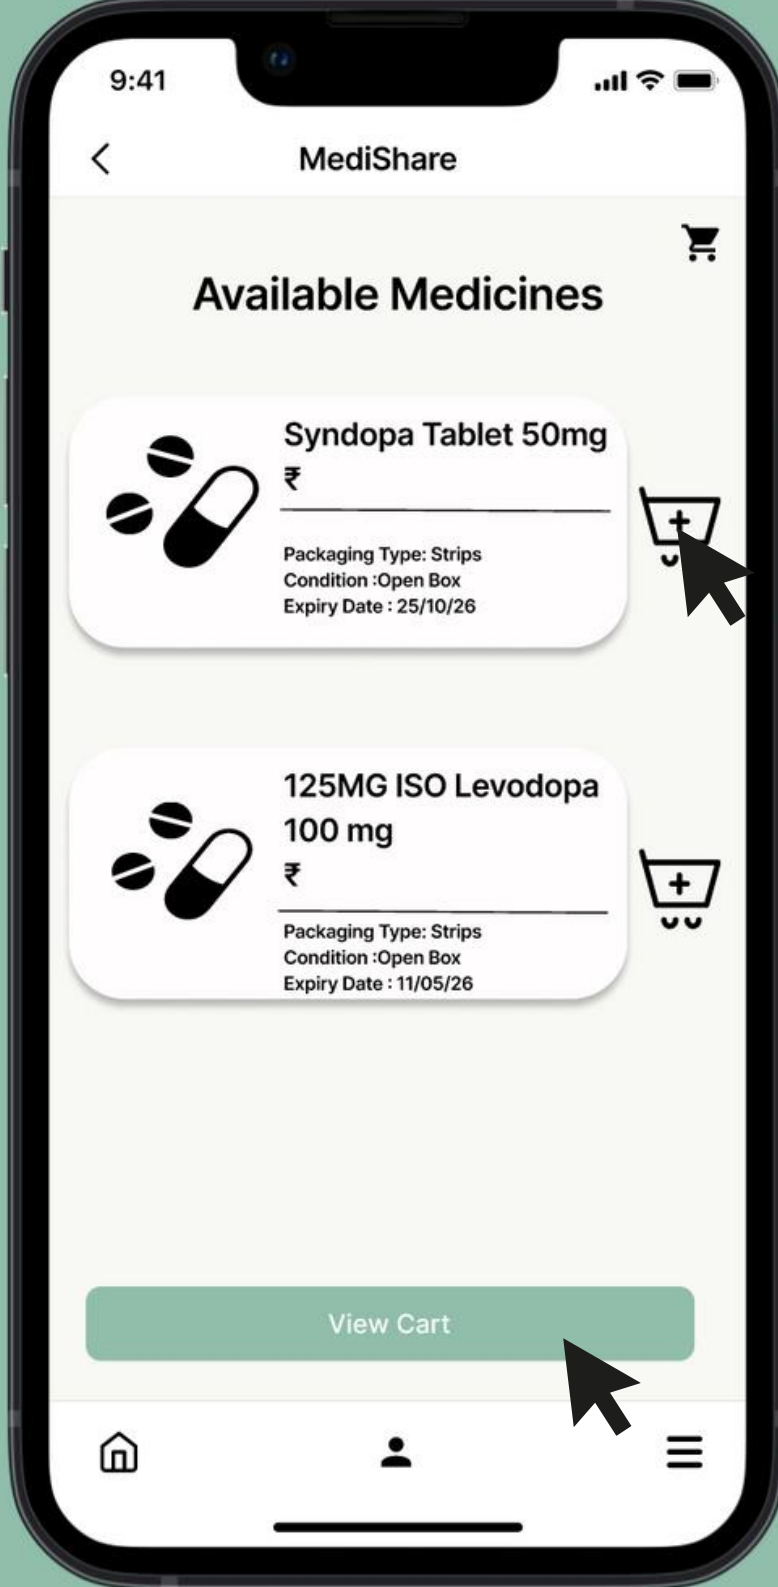 9:41
MediShare
Available Medicines
Syndopa Tablet 50mg
₹
Packaging Type: Strips
Condition :Open Box
Expiry Date : 25/10/26
125MG ISO Levodopa
100 mg
₹
Packaging Type: Strips
Condition :Open Box
Expiry Date : 11/05/26
View Cart